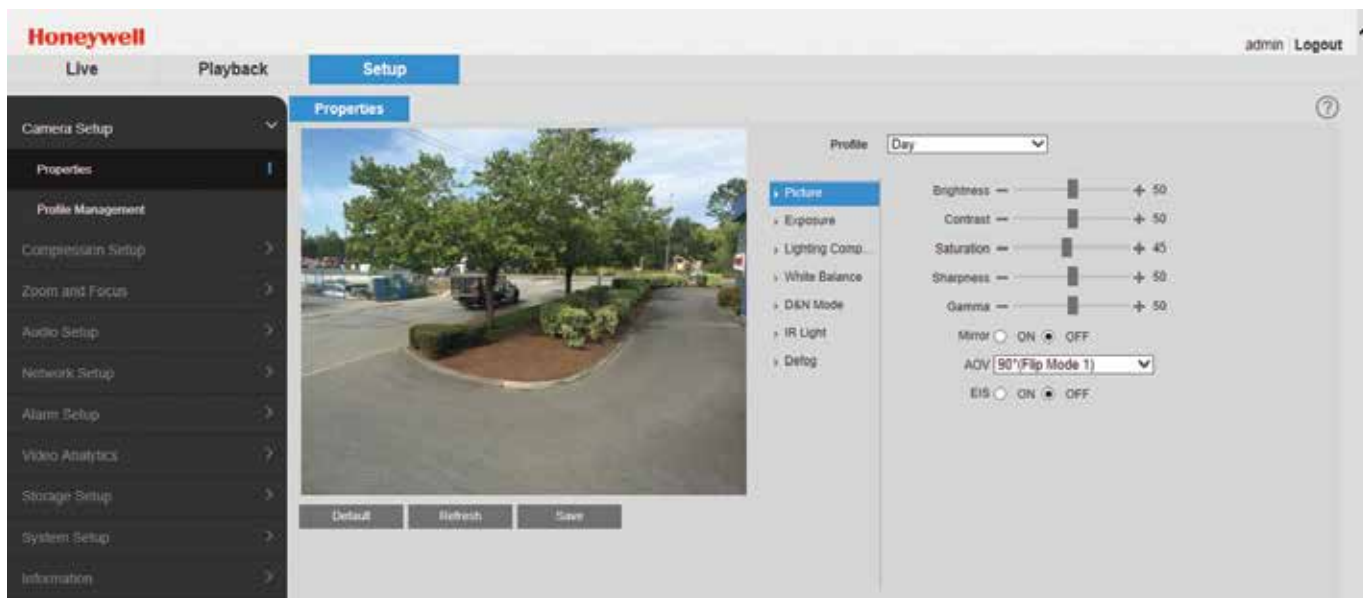 Honeywell
admin Logout
Live Playback Setup
Camera Setup
Properties
Profile Management
Compression Setup
Zoom and Focus
Audio Setup
Network Setup
Alarm Setup
Video Analytics
Storage Setup
System Setup
Information
Properties
Default Refresh Save
Profile Day
Picture
Exposure
Lighting Comp...
White Balance
D&N Mode
IR Light
Defog
Brightness 50
Contrast 50
Saturation 45
Sharpness 50
Gamma 50
Mirror ON OFF
AOV 90°(Flip Mode 1)
EIS ON OFF